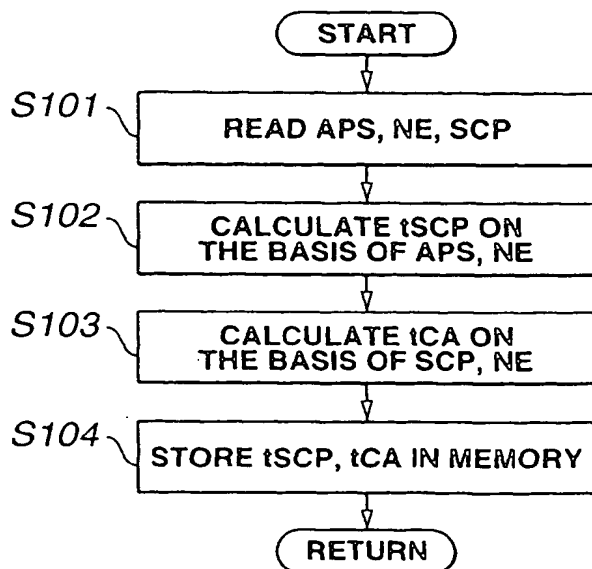 START
S101
READ APS, NE, SCP
S102
CALCULATE tSCP ON
THE BASIS OF APS, NE
S103
CALCULATE tCA ON
THE BASIS OF SCP, NE
S104
STORE tSCP, tCA IN MEMORY
RETURN